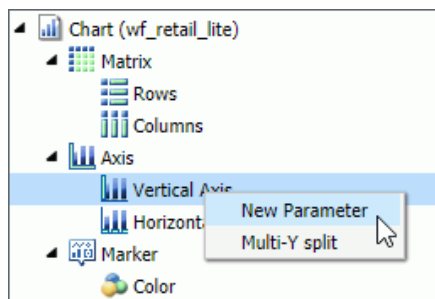 Chart (wf_retail_lite)
Matrix
Rows
Columns
Axis
Vertical Axis
New Parameter
Horizonta
Multi-Y split
Marker
Color